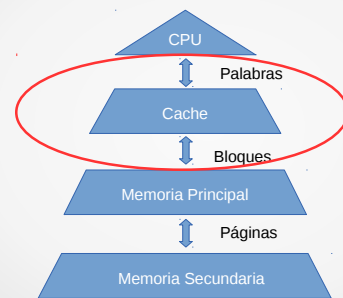 CPU
Palabras
Cache
Bloques
Memoria Principal
Páginas
Memoria Secundaria